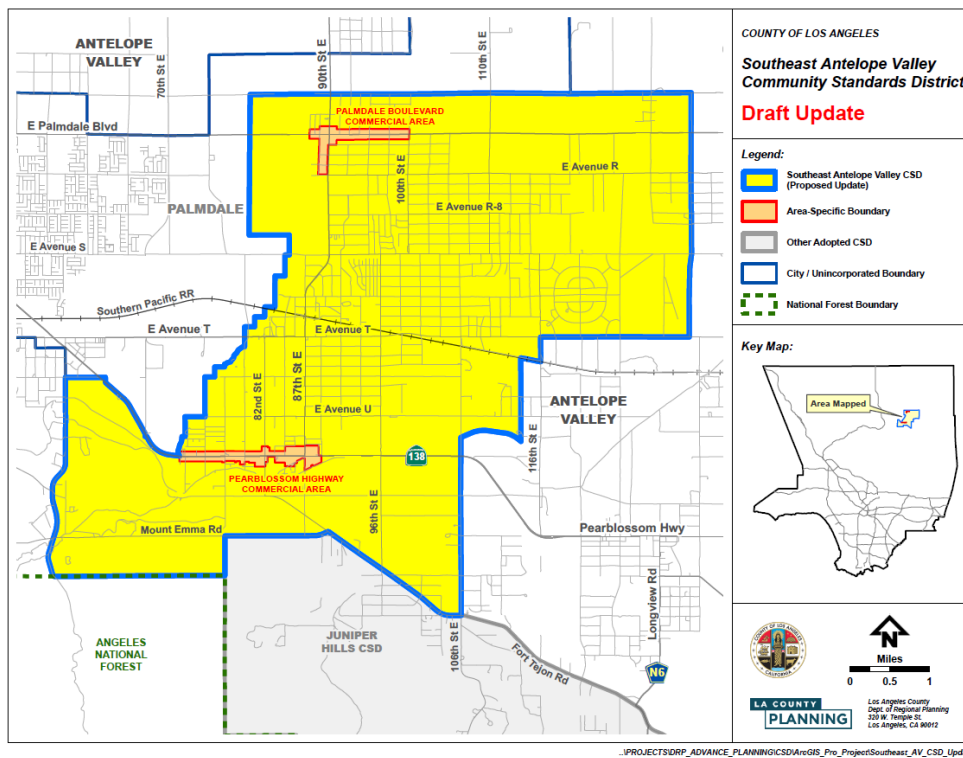 ANTELOPE
VALLEY
70th St E
90th St E
110th St E
E Palmdale Blvd
PALMDALE BOULEVARD
COMMERCIAL AREA
100th St E
E Avenue R
PALMDALE
E Avenue R-8
E Avenue S
Southern Pacific RR
E Avenue T
E Avenue T
82nd St E
87th St E
E Avenue U
ANTELOPE
VALLEY
116th St E
138
PEARBLOSSOM HIGHWAY
COMMERCIAL AREA
96th St E
Mount Emma Rd
Pearblossom Hwy
Longview Rd
ANGELES
NATIONAL
FOREST
JUNIPER
HILLS CSD
106th St E
Fort Tejon Rd
N6
COUNTY OF LOS ANGELES
Southeast Antelope Valley
Community Standards District
Draft Update
Legend:
Southeast Antelope Valley CSD
(Proposed Update)
Area-Specific Boundary
Other Adopted CSD
City / Unincorporated Boundary
National Forest Boundary
Key Map:
Area Mapped
COUNTY OF LOS ANGELES
CALIFORNIA
N
Miles
0 0.5 1
LA COUNTY
PLANNING
Los Angeles County
Dept. of Regional Planning
320 W. Temple St.
Los Angeles, CA 90012
..\PROJECTS\DRP_ADVANCE_PLANNING\CSD\ArcGIS_Pro_Project\Southeast_AV_CSD_Upd